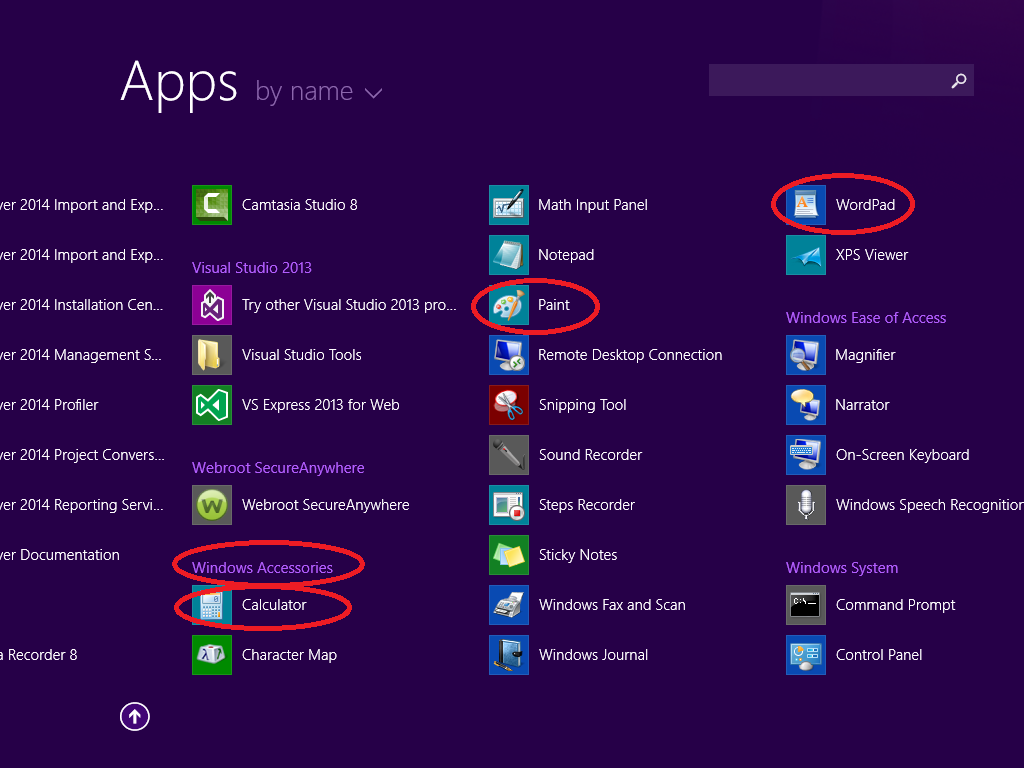 Apps by name
ver 2014 Import and Exp...
ver 2014 Import and Exp...
ver 2014 Installation Cen...
ver 2014 Management S...
ver 2014 Profiler
ver 2014 Project Convers...
ver 2014 Reporting Servi...
ver Documentation
a Recorder 8
Camtasia Studio 8
Visual Studio 2013
Try other Visual Studio 2013 pro...
Visual Studio Tools
VS Express 2013 for Web
Webroot SecureAnywhere
Webroot SecureAnywhere
Windows Accessories
Calculator
Character Map
Math Input Panel
Notepad
Paint
Remote Desktop Connection
Snipping Tool
Sound Recorder
Steps Recorder
Sticky Notes
Windows Fax and Scan
Windows Journal
WordPad
XPS Viewer
Windows Ease of Access
Magnifier
Narrator
On-Screen Keyboard
Windows Speech Recognition
Windows System
Command Prompt
Control Panel